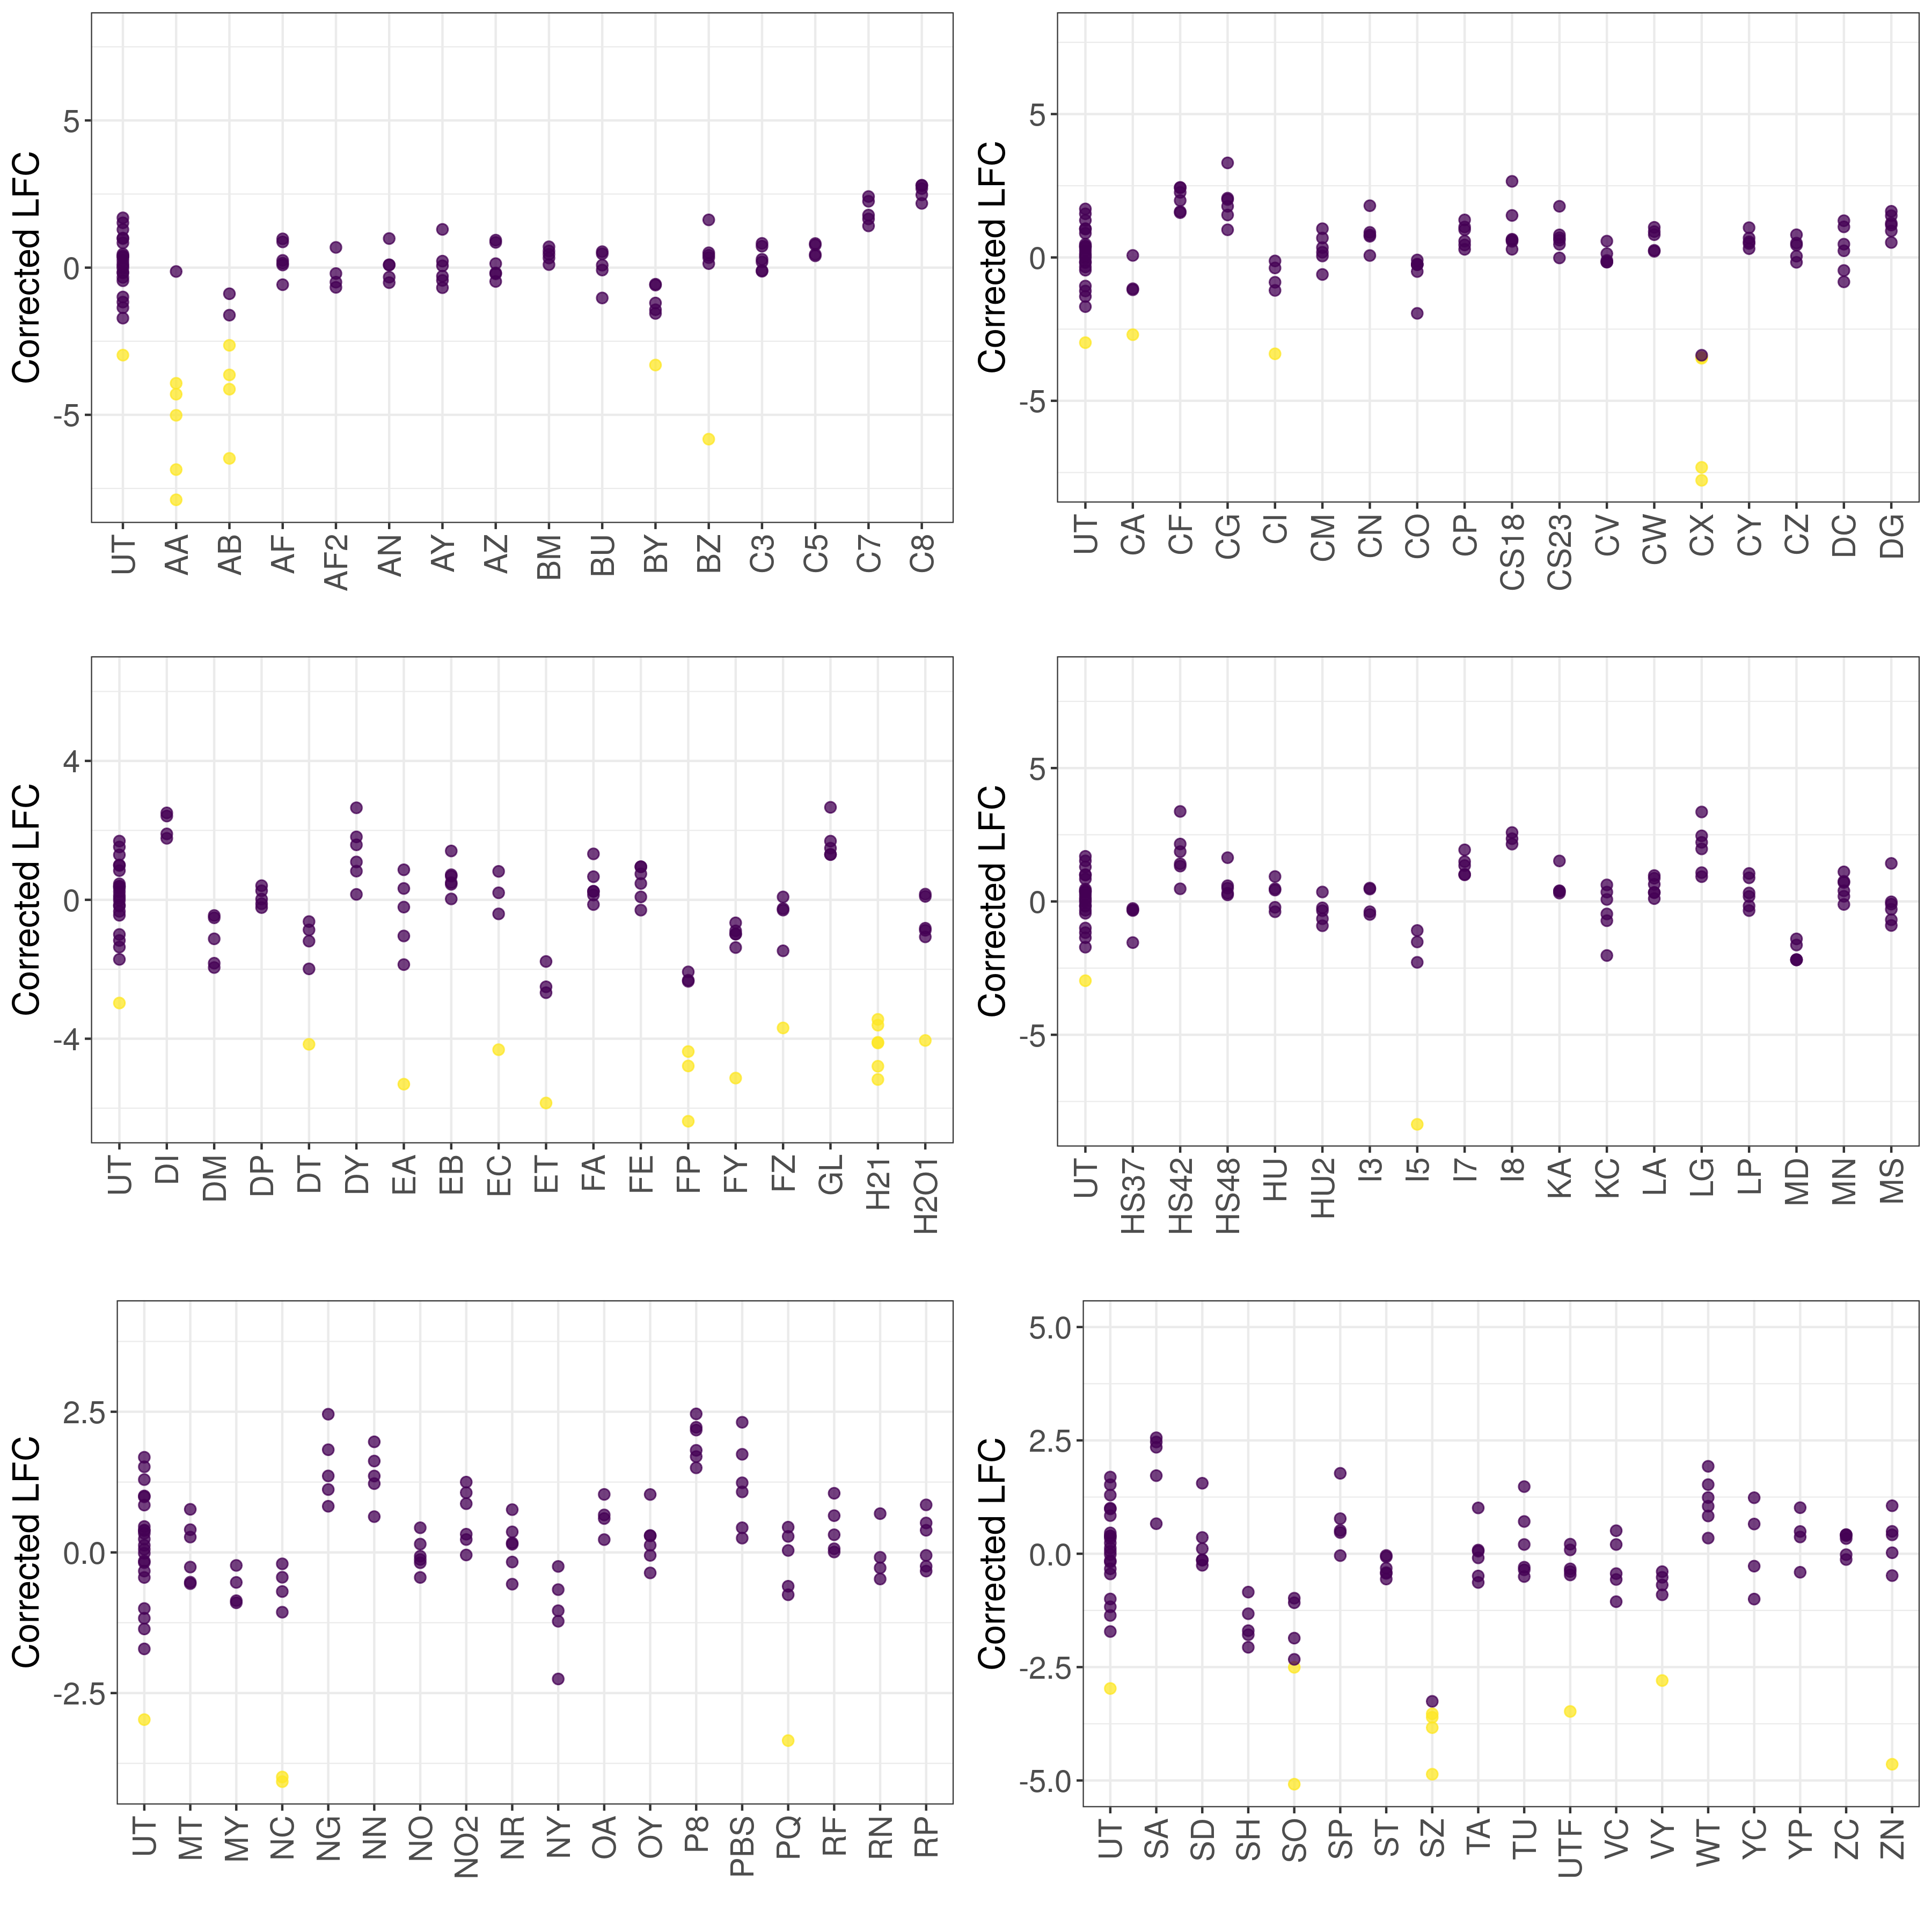 Corrected LFC
5
0
-5
UT AA AB AF AF2 AN AY AZ BM BU BY BZ C3 C5 C7 C8
Corrected LFC
5
0
-5
UT CA CF CG CI CM CN CO CP CS18 CS23 CV CW CX CY CZ DC DG
Corrected LFC
4
0
-4
UT DI DM DP DT DY EA EB EC ET FA FE FP FY FZ GL H21 H2O1
Corrected LFC
5
0
-5
UT HS37 HS42 HS48 HU HU2 I3 I5 I7 I8 KA KC LA LG LP MD MN MS
Corrected LFC
2.5
0.0
-2.5
UT MT MY NC NG NN NO NO2 NR NY OA OY P8 PBS PQ RF RN RP
Corrected LFC
5.0
2.5
0.0
-2.5
-5.0
UT SA SD SH SO SP ST SZ TA TU UTF VC VY WT YC YP ZC ZN